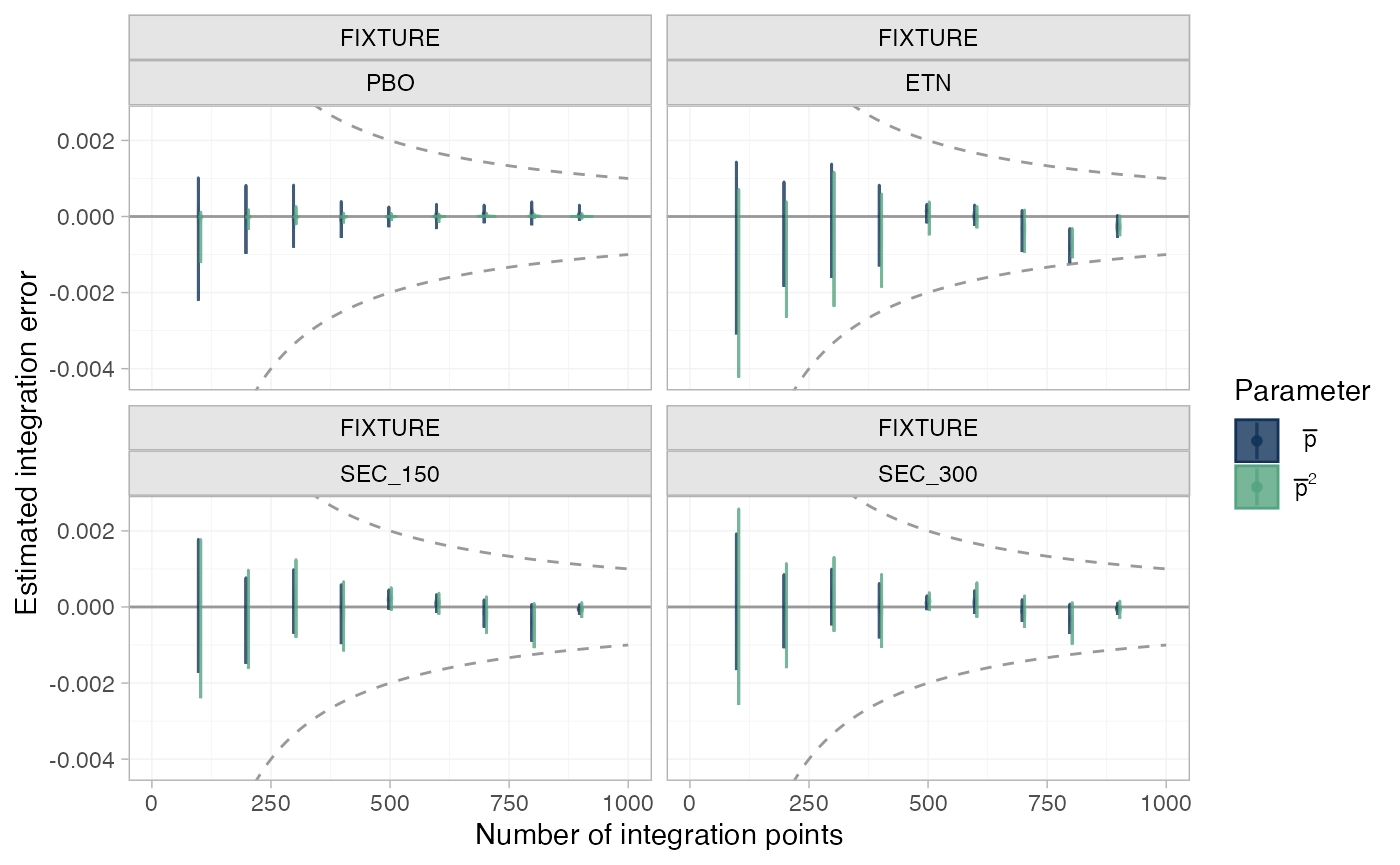 FIXTURE FIXTURE
PBO ETN
0.002
0.000
-0.002
-0.004
FIXTURE FIXTURE
SEC_150 SEC_300
0.002
0.000
-0.002
-0.004
0 250 500 750 1000 0 250 500 750 1000
Number of integration points
Estimated integration error
Parameter
p̅
p̅²